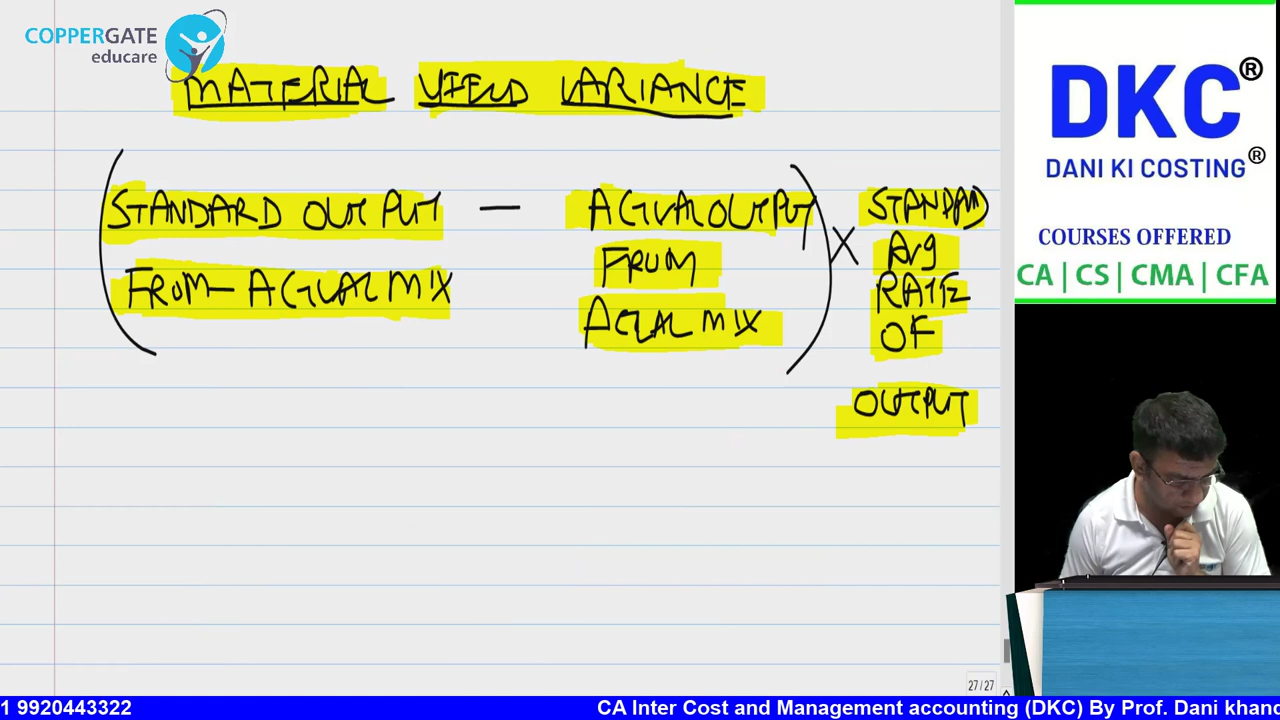 COPPERGATE
educare
MATERIAL YIELD VARIANCE
STANDARD OUTPUT — ACTUAL OUTPUT X STANDARD
FROM - ACTUAL MIX FROM Avg
ACTUAL MIX RATE
OF
OUTPUT
27/27
DKC®
DANI KI COSTING®
COURSES OFFERED
CA | CS | CMA | CFA
1 9920443322 CA Inter Cost and Management accounting (DKC) By Prof. Dani khand